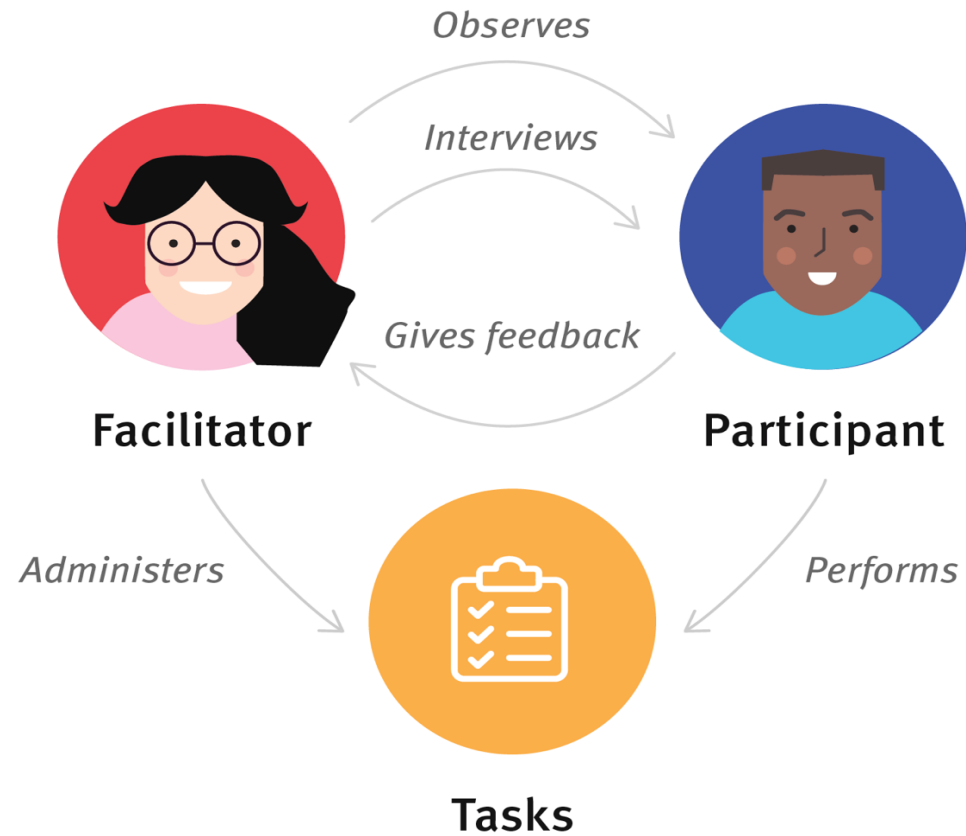 Observes
Interviews
Gives feedback
Facilitator
Participant
Administers
Performs
Tasks